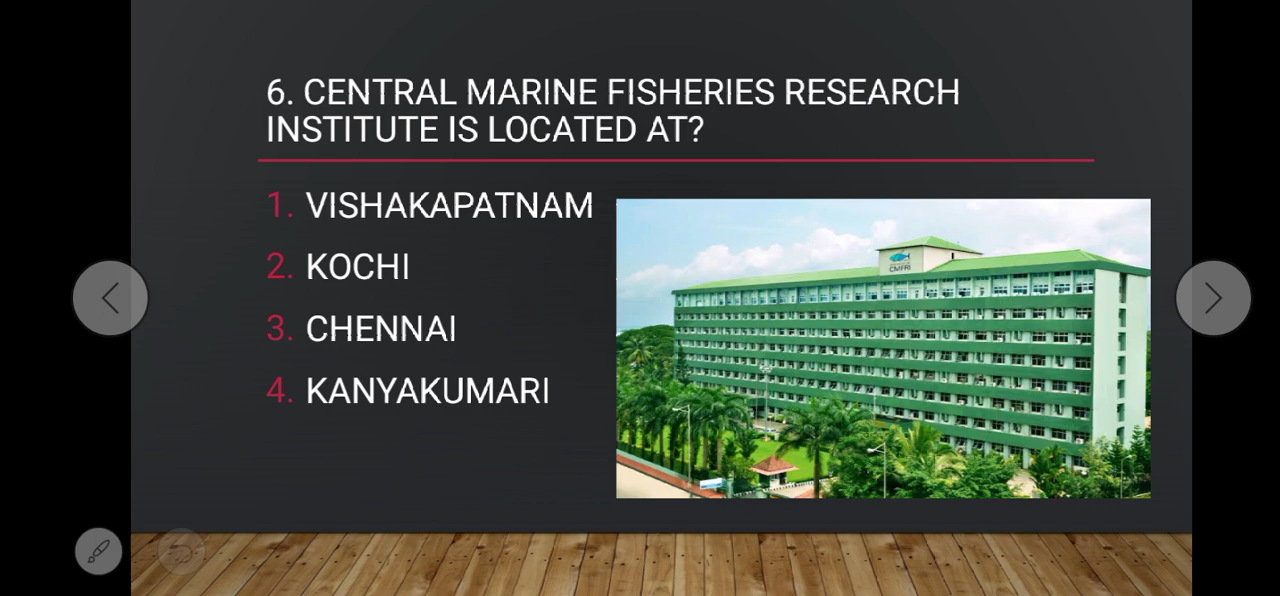 6. CENTRAL MARINE FISHERIES RESEARCH
INSTITUTE IS LOCATED AT?
1. VISHAKAPATNAM
2. KOCHI
3. CHENNAI
4. KANYAKUMARI
CMFRI